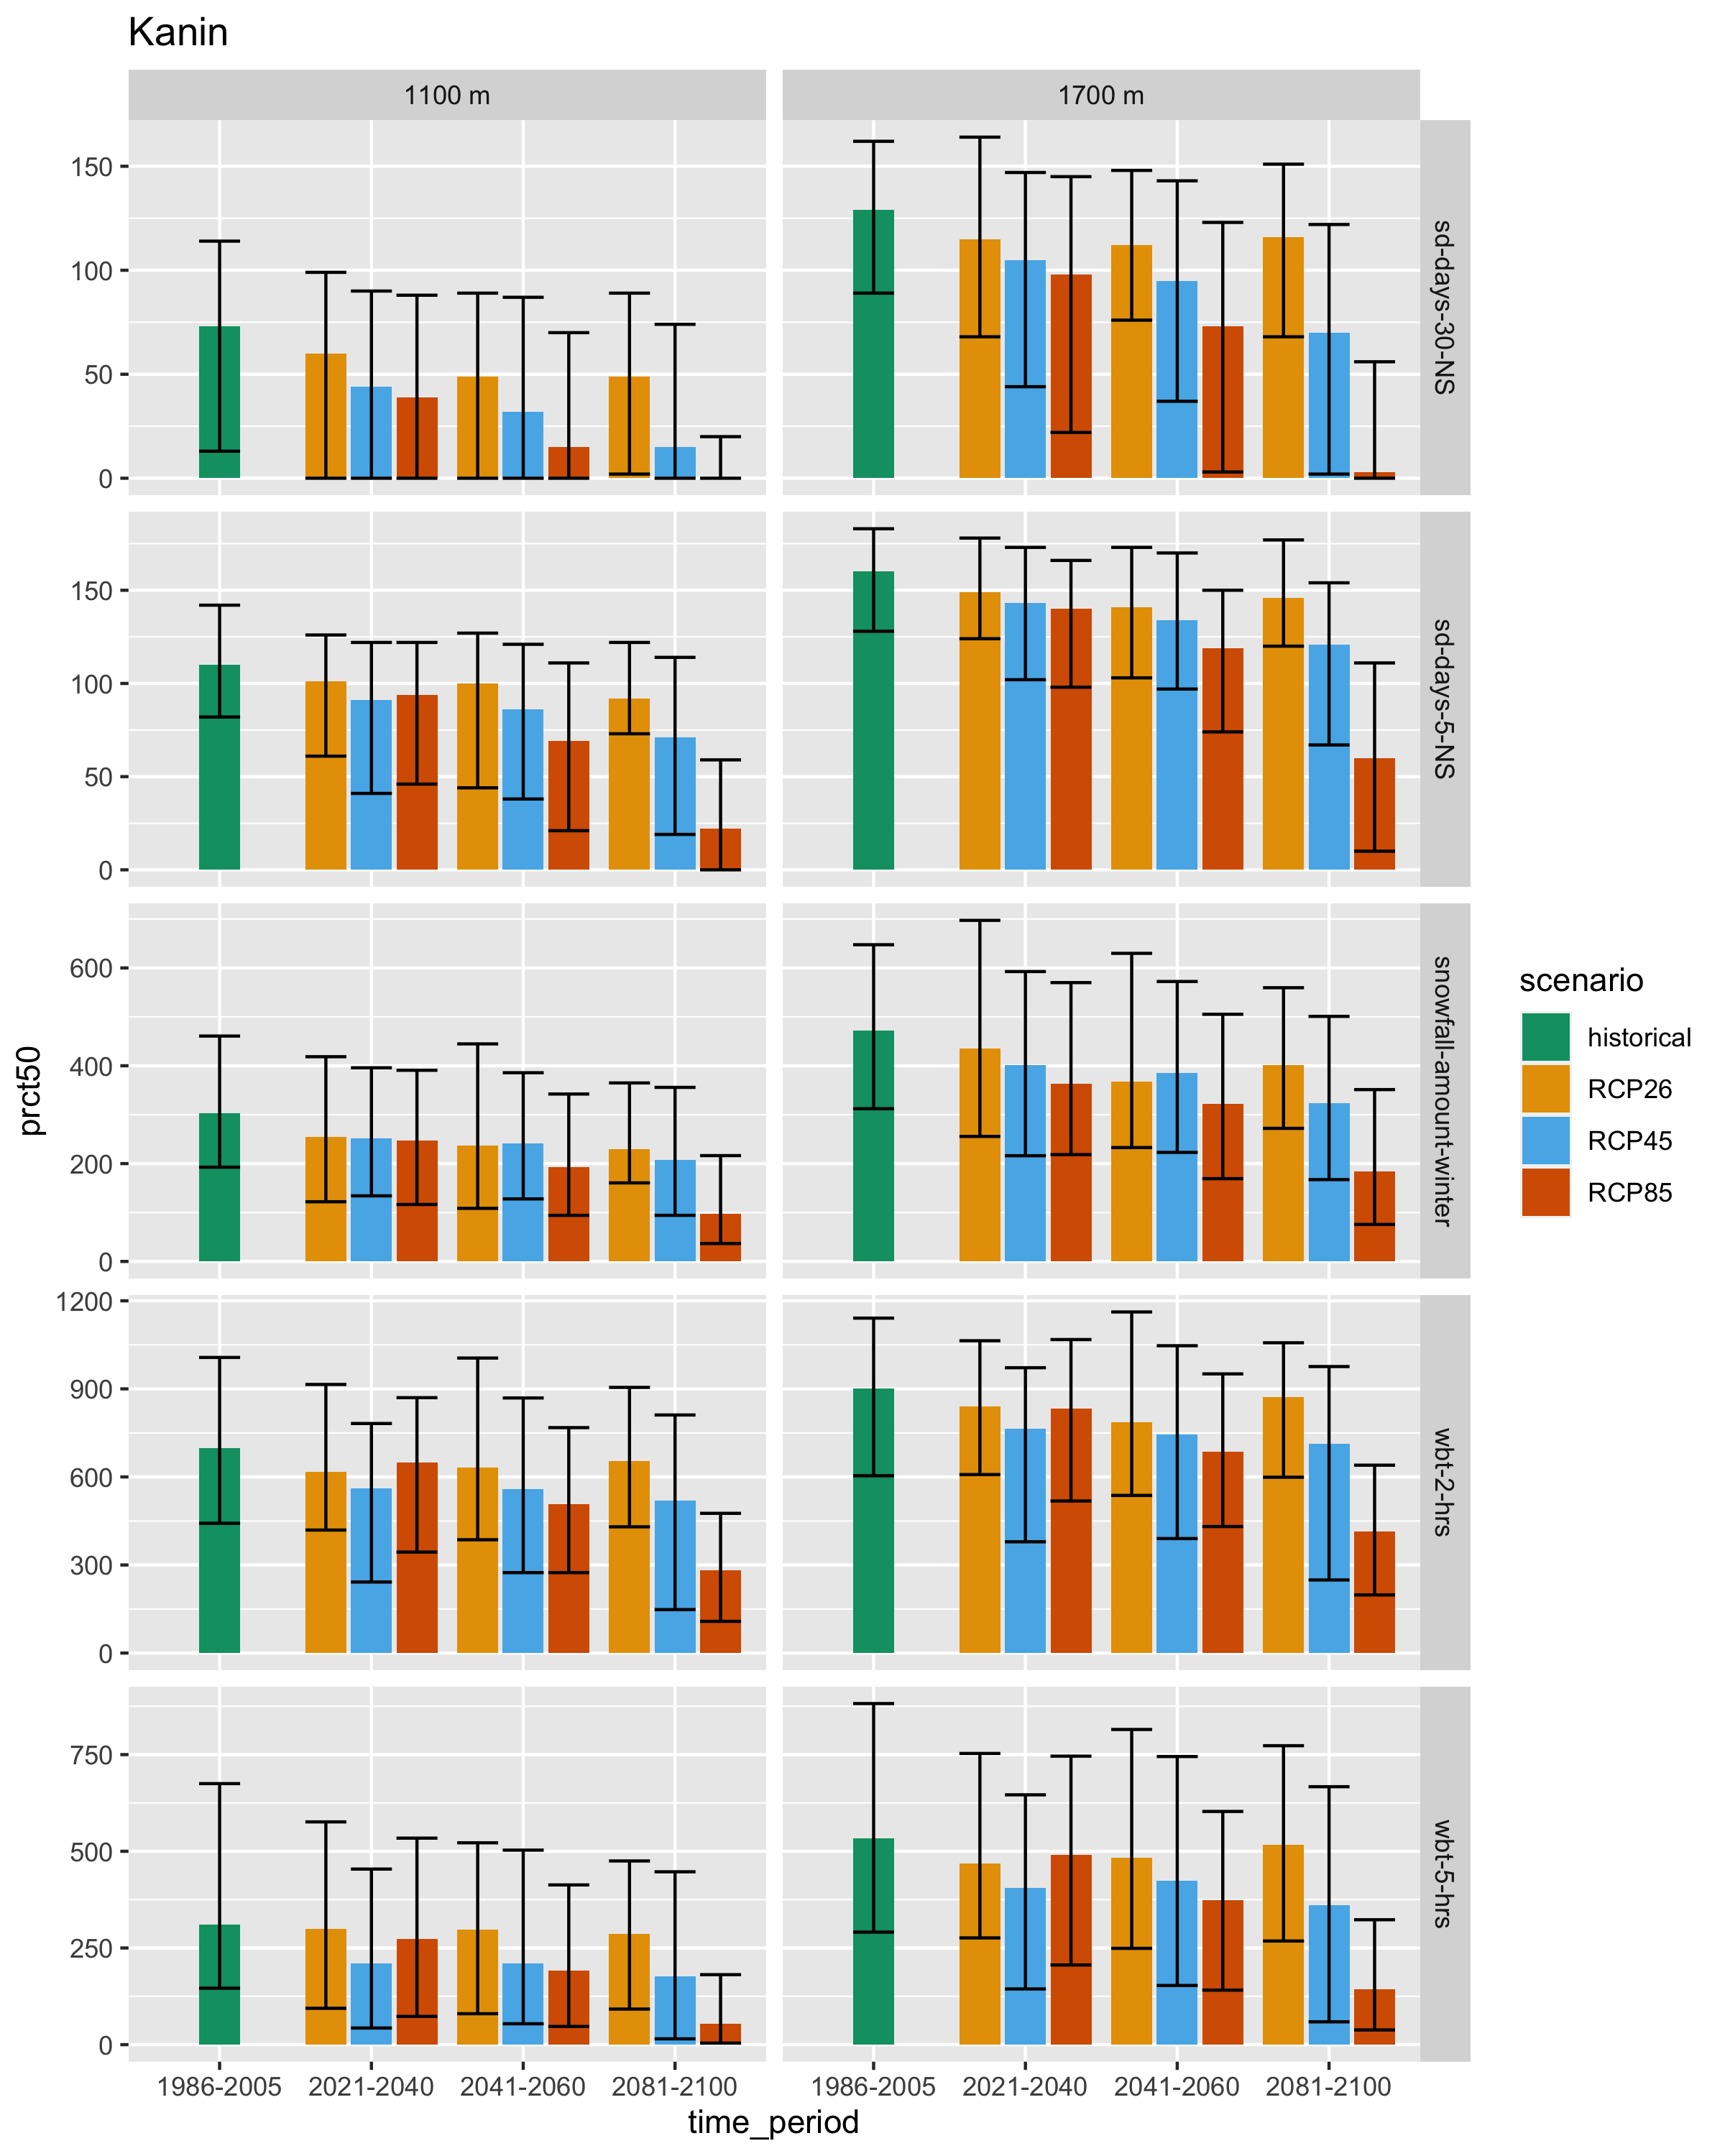 Kanin
1100 m
1700 m
150
100
50
0
sd-days-30-NS
150
100
50
0
sd-days-5-NS
600
400
200
0
snowfall-amount-winter
1200
900
600
300
0
wbt-2-hrs
750
500
250
0
wbt-5-hrs
prct50
1986-2005 2021-2040 2041-2060 2081-2100
1986-2005 2021-2040 2041-2060 2081-2100
time_period
scenario
historical
RCP26
RCP45
RCP85